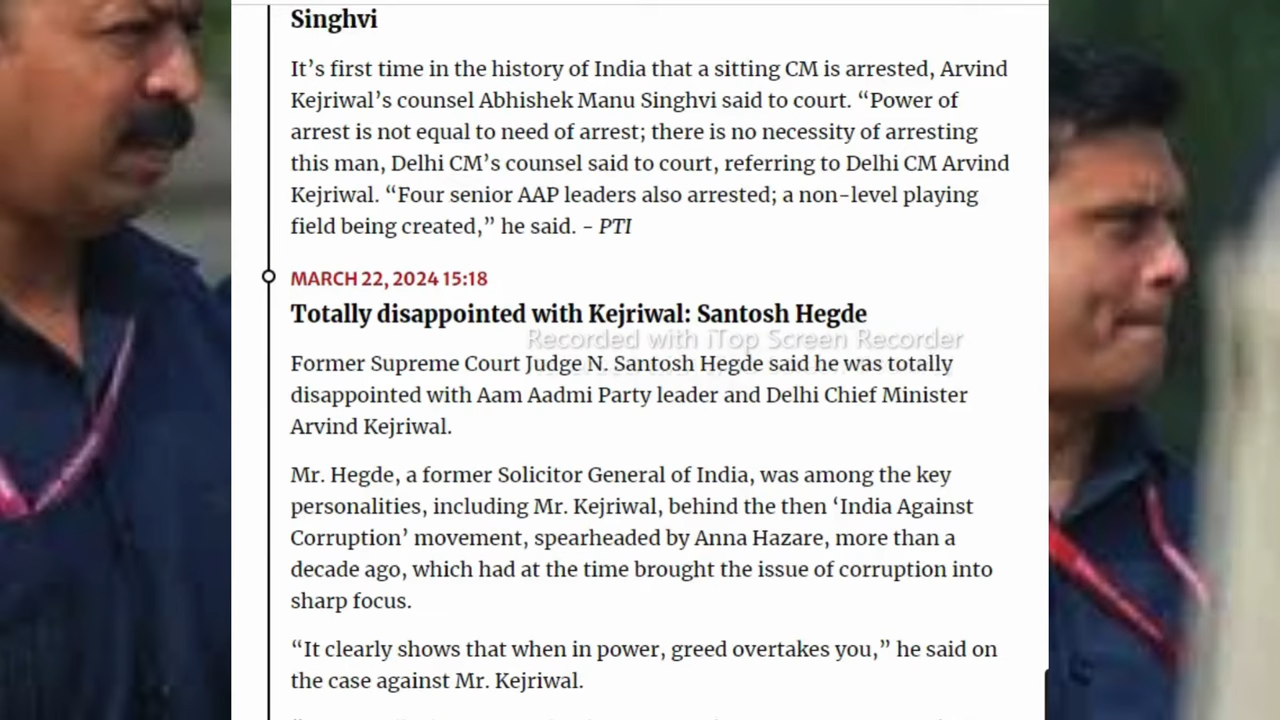 Singhvi
It’s first time in the history of India that a sitting CM is arrested, Arvind
Kejriwal’s counsel Abhishek Manu Singhvi said to court. “Power of
arrest is not equal to need of arrest; there is no necessity of arresting
this man, Delhi CM’s counsel said to court, referring to Delhi CM Arvind
Kejriwal. “Four senior AAP leaders also arrested; a non-level playing
field being created,” he said. - PTI
MARCH 22, 2024 15:18
Totally disappointed with Kejriwal: Santosh Hegde
Recorded with iTop Screen Recorder
Former Supreme Court Judge N. Santosh Hegde said he was totally
disappointed with Aam Aadmi Party leader and Delhi Chief Minister
Arvind Kejriwal.
Mr. Hegde, a former Solicitor General of India, was among the key
personalities, including Mr. Kejriwal, behind the then ‘India Against
Corruption’ movement, spearheaded by Anna Hazare, more than a
decade ago, which had at the time brought the issue of corruption into
sharp focus.
“It clearly shows that when in power, greed overtakes you,” he said on
the case against Mr. Kejriwal.